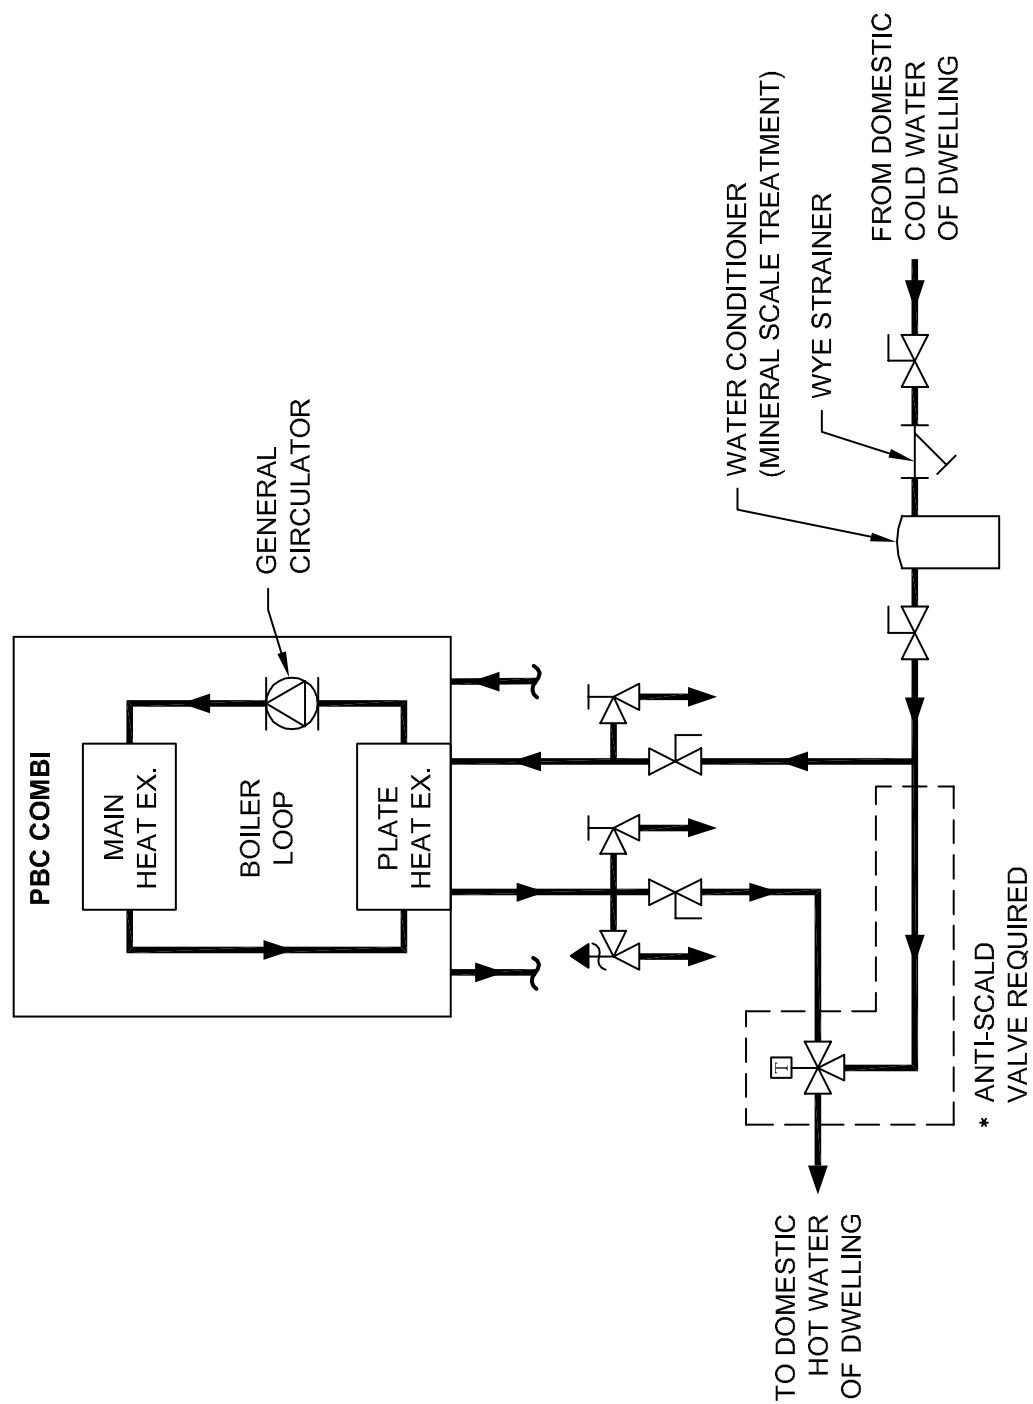 PBC COMBI
MAIN
HEAT EX.
BOILER
LOOP
PLATE
HEAT EX.
GENERAL
CIRCULATOR
WATER CONDITIONER
(MINERAL SCALE TREATMENT)
WYE STRAINER
FROM DOMESTIC
COLD WATER
OF DWELLING
T
TO DOMESTIC
HOT WATER
OF DWELLING
* ANTI-SCALD
VALVE REQUIRED